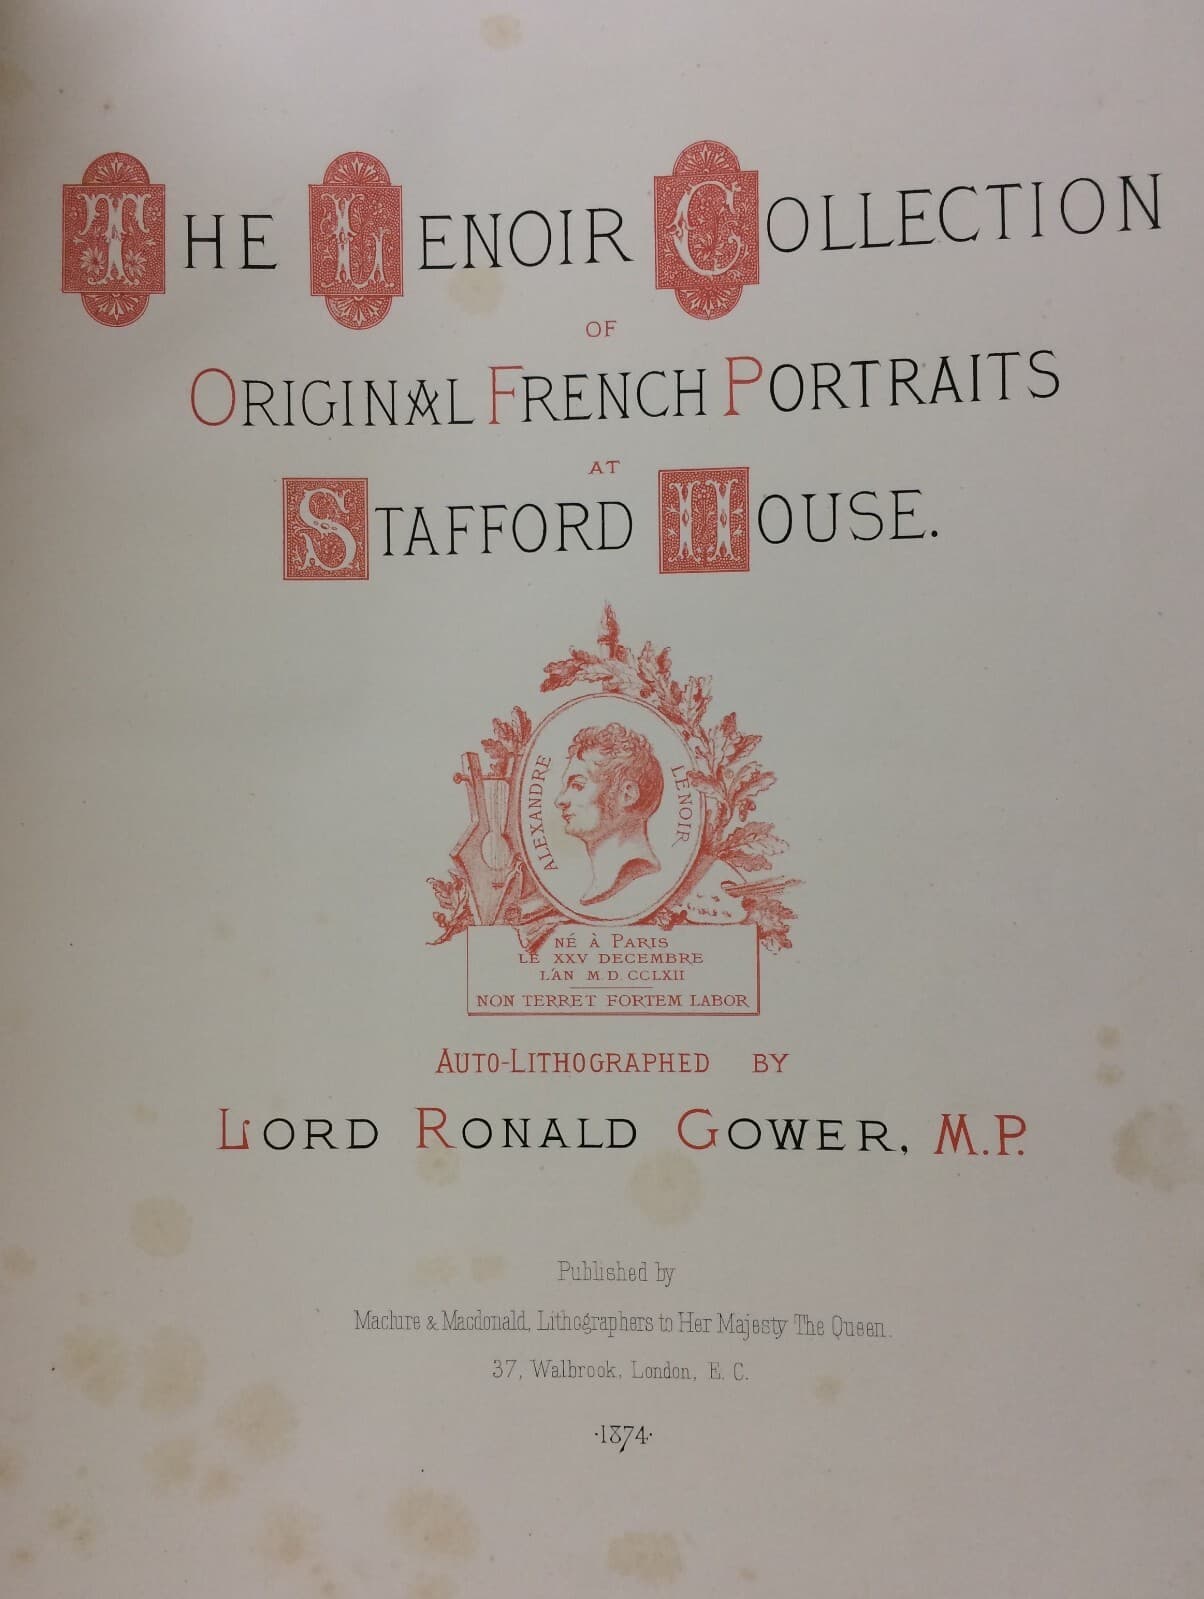 THE LENOIR COLLECTION
OF
ORIGINAL FRENCH PORTRAITS
AT
STAFFORD HOUSE.
ALEXANDRE LENOIR
NÉ À PARIS
LE XXV DECEMBRE
L'AN M.D.CCLXII
NON TERRET FORTEM LABOR
AUTO-LITHOGRAPHED BY
LORD RONALD GOWER, M.P.
Published by
Maclure & Macdonald, Lithographers to Her Majesty The Queen.
37, Walbrook, London, E. C.
·1874·